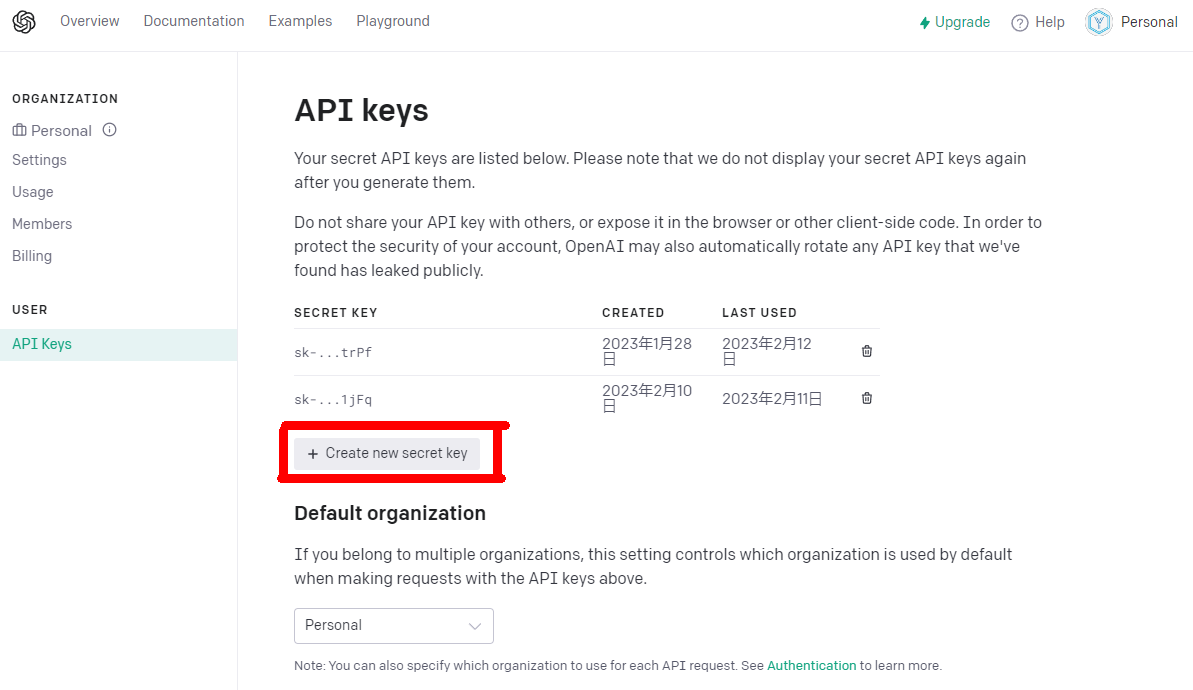 Overview Documentation Examples Playground Upgrade Help Personal
ORGANIZATION
Personal
Settings
Usage
Members
Billing
USER
API Keys
API keys
Your secret API keys are listed below. Please note that we do not display your secret API keys again
after you generate them.
Do not share your API key with others, or expose it in the browser or other client-side code. In order to
protect the security of your account, OpenAI may also automatically rotate any API key that we've
found has leaked publicly.
SECRET KEY CREATED LAST USED
sk-...trPf 2023年1月28日 2023年2月12日
sk-...1jFq 2023年2月10日 2023年2月11日
+ Create new secret key
Default organization
If you belong to multiple organizations, this setting controls which organization is used by default
when making requests with the API keys above.
Personal
Note: You can also specify which organization to use for each API request. See Authentication to learn more.